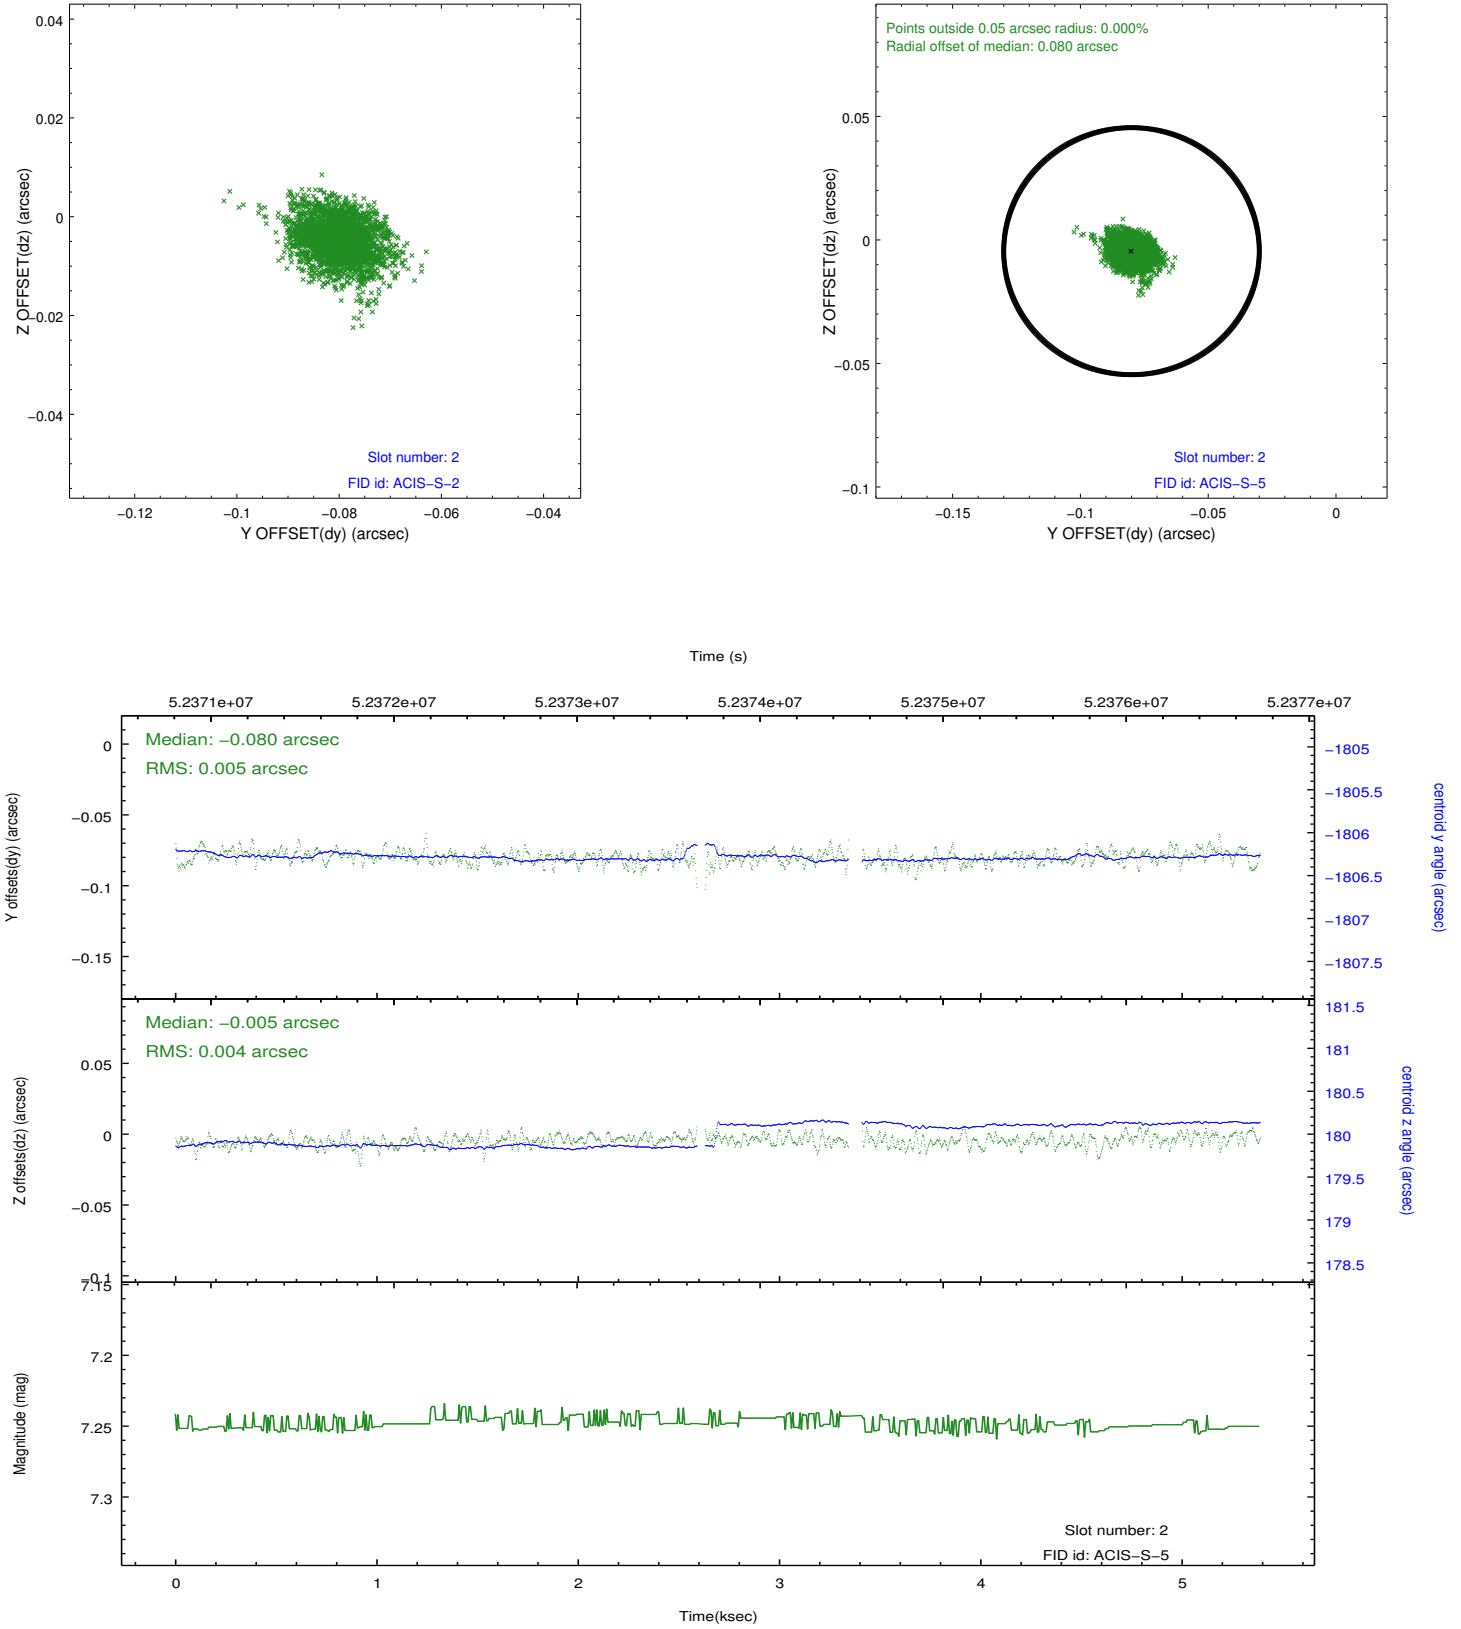 0.04
0.02
0
−0.02
−0.04
Z OFFSET(dz) (arcsec)
Slot number: 2
FID id: ACIS−S−2
−0.12
−0.1
−0.08
−0.06
−0.04
Y OFFSET(dy) (arcsec)
Points outside 0.05 arcsec radius: 0.000%
Radial offset of median: 0.080 arcsec
0.05
0
−0.05
−0.1
Z OFFSET(dz) (arcsec)
Slot number: 2
FID id: ACIS−S−5
−0.15
−0.1
−0.05
0
Y OFFSET(dy) (arcsec)
Time (s)
5.2371e+07
5.2372e+07
5.2373e+07
5.2374e+07
5.2375e+07
5.2376e+07
5.2377e+07
Median: −0.080 arcsec
RMS: 0.005 arcsec
0
−0.05
−0.1
−0.15
Y offsets(dy) (arcsec)
−1805
−1805.5
−1806
−1806.5
−1807
−1807.5
centroid y angle (arcsec)
Median: −0.005 arcsec
RMS: 0.004 arcsec
0.05
0
−0.05
−0.1
Z offsets(dz) (arcsec)
181.5
181
180.5
180
179.5
179
178.5
centroid z angle (arcsec)
7.15
7.2
7.25
7.3
Magnitude (mag)
Slot number: 2
FID id: ACIS−S−5
0
1
2
3
4
5
Time(ksec)